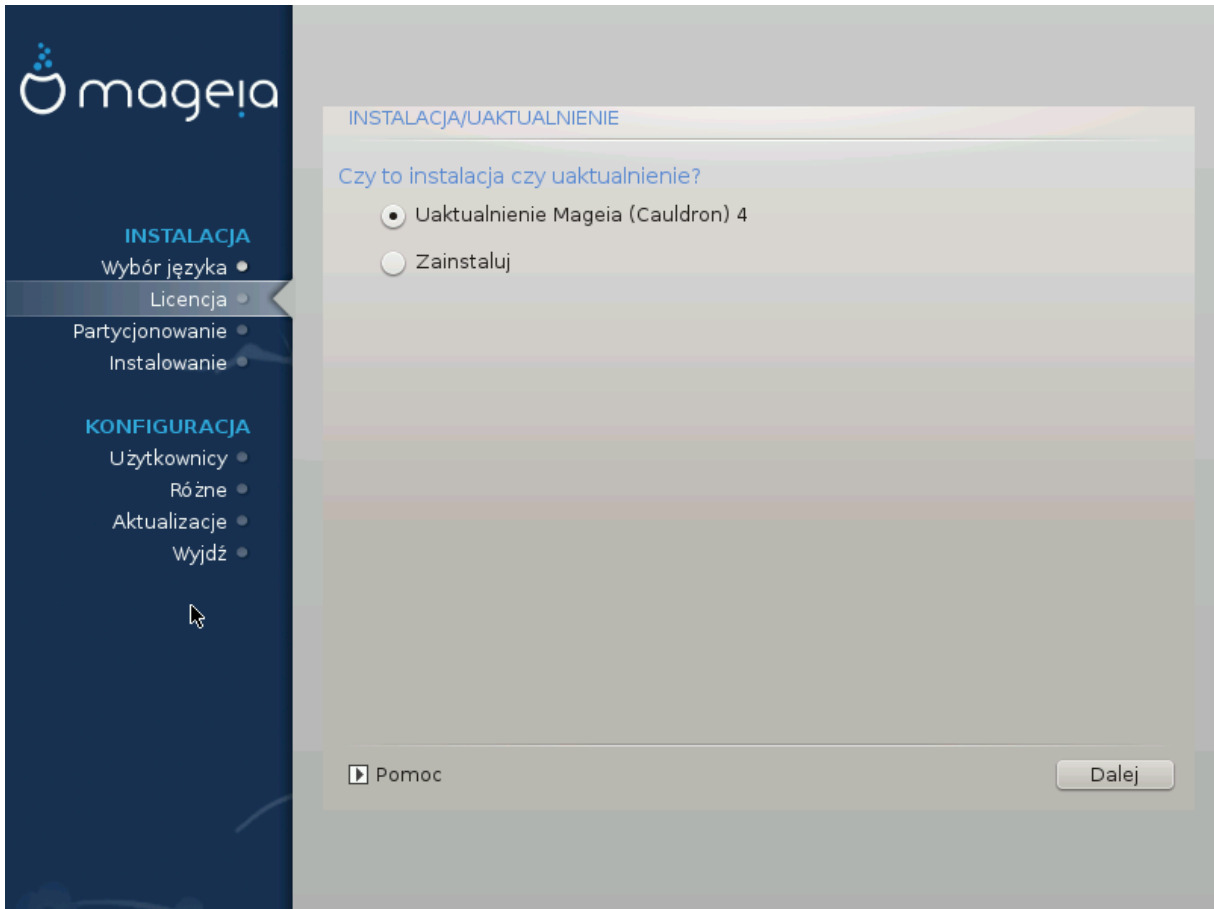 mageia
INSTALACJA
Wybór języka
Licencja
Partycjonowanie
Instalowanie
KONFIGURACJA
Użytkownicy
Różne
Aktualizacje
Wyjdź
INSTALACJA/UAKTUALNIENIE
Czy to instalacja czy uaktualnienie?
Uaktualnienie Mageia (Cauldron) 4
Zainstaluj
Pomoc
Dalej